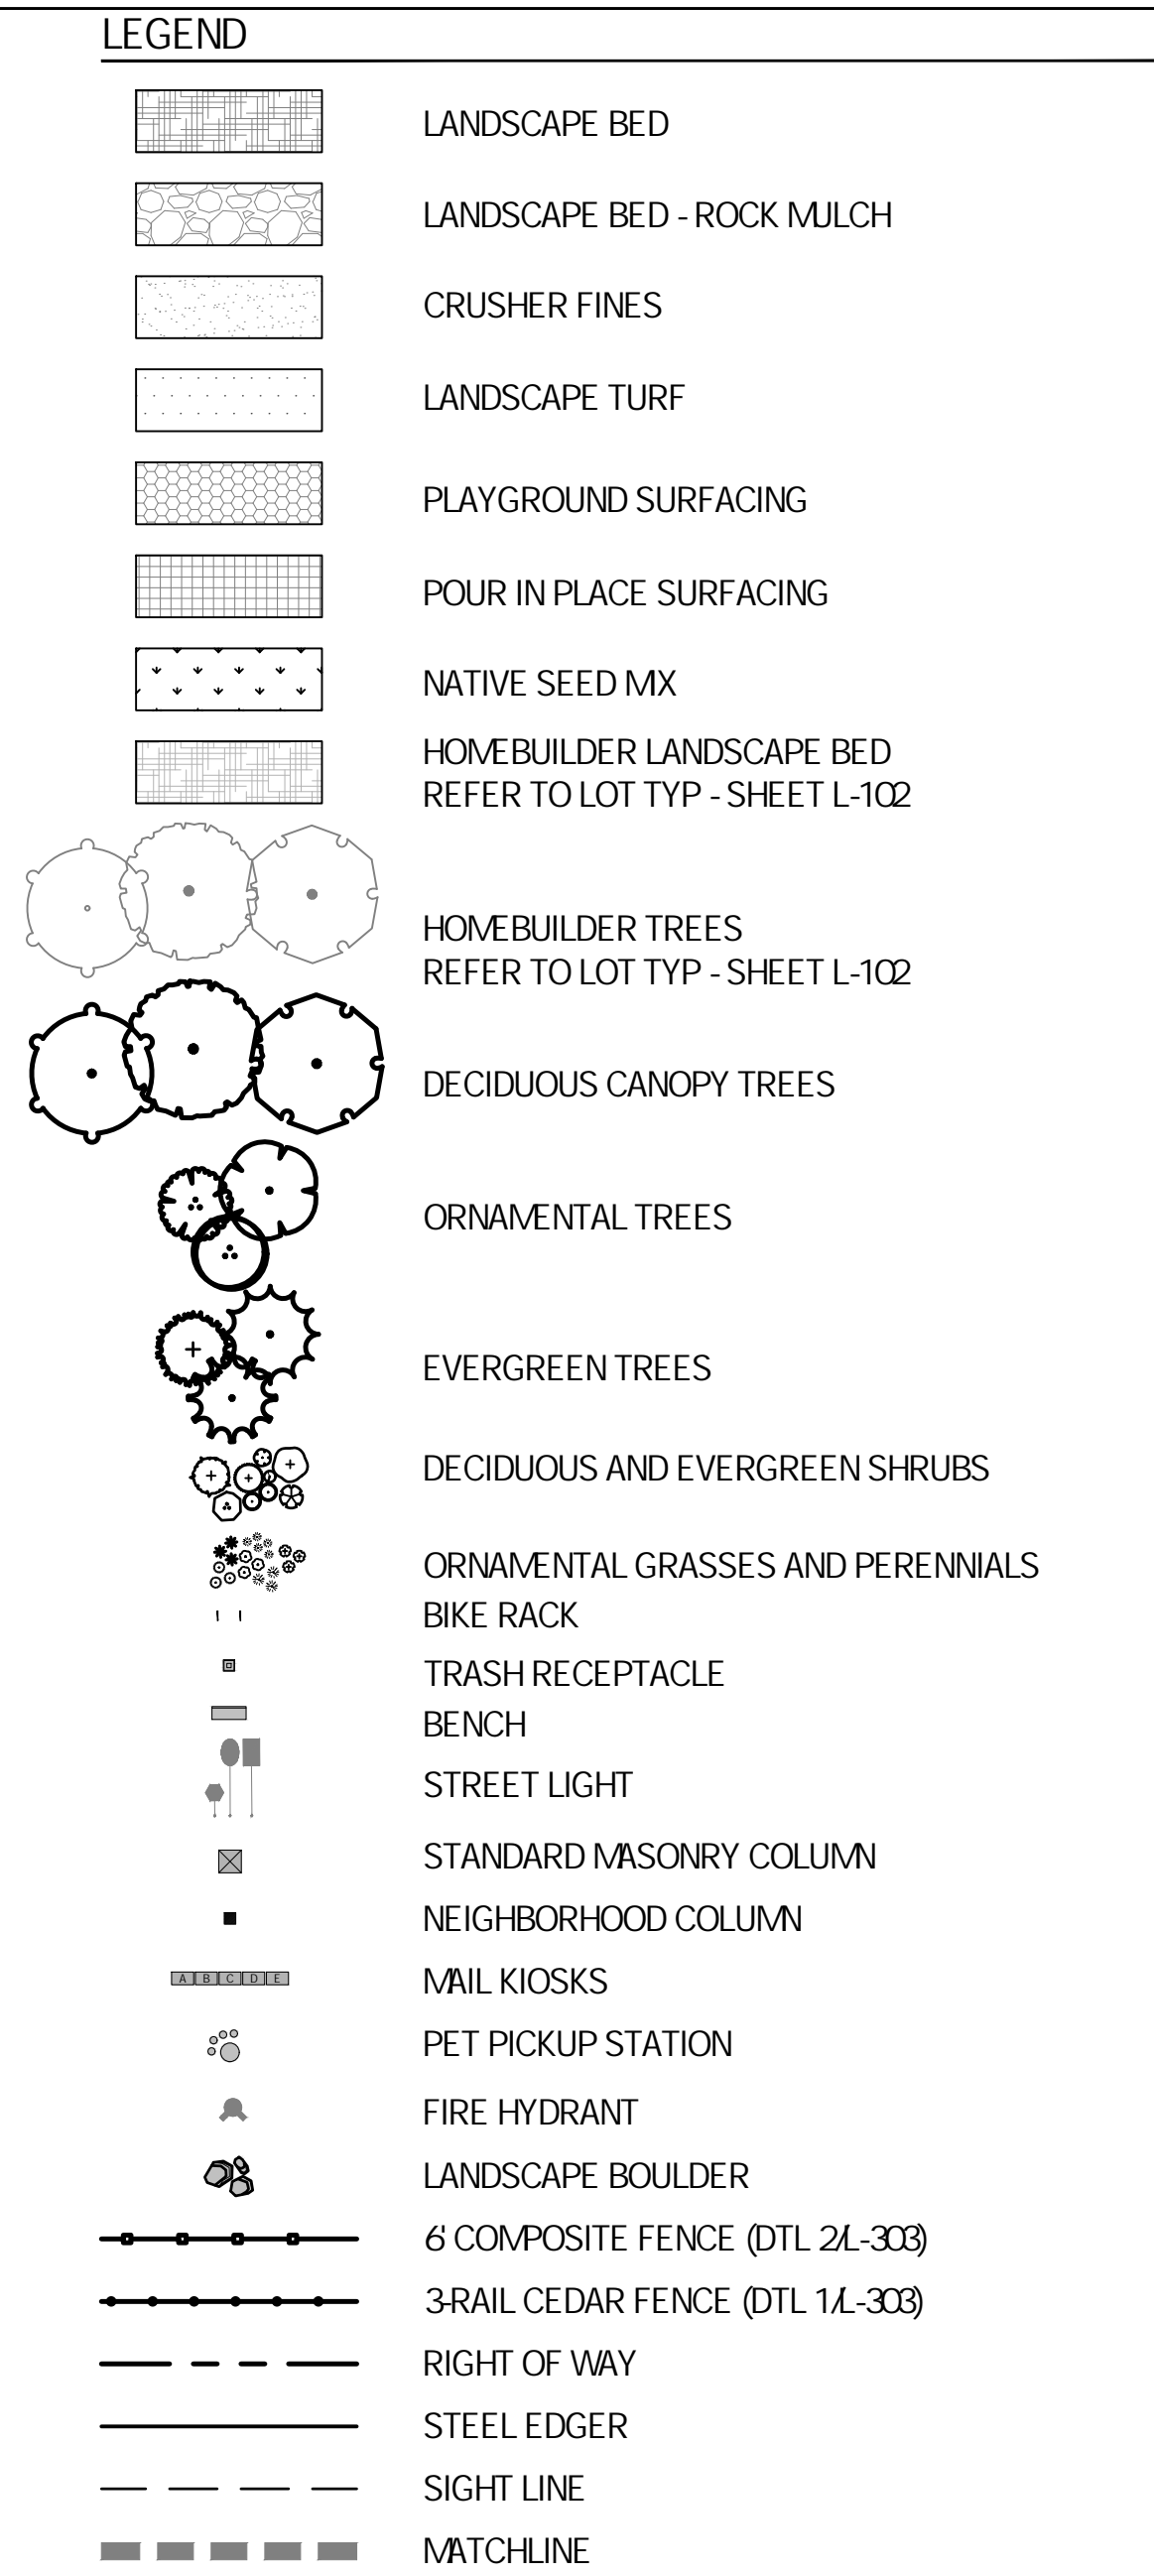 LEGEND
LANDSCAPE BED
LANDSCAPE BED - ROCK MULCH
CRUSHER FINES
LANDSCAPE TURF
PLAYGROUND SURFACING
POUR IN PLACE SURFACING
NATIVE SEED MIX
HOMEBUILDER LANDSCAPE BED
REFER TO LOT TYP - SHEET L-102
HOMEBUILDER TREES
REFER TO LOT TYP - SHEET L-102
DECIDUOUS CANOPY TREES
ORNAMENTAL TREES
EVERGREEN TREES
DECIDUOUS AND EVERGREEN SHRUBS
ORNAMENTAL GRASSES AND PERENNIALS
BIKE RACK
TRASH RECEPTACLE
BENCH
STREET LIGHT
STANDARD MASONRY COLUMN
NEIGHBORHOOD COLUMN
A B C D E MAIL KIOSKS
PET PICKUP STATION
FIRE HYDRANT
LANDSCAPE BOULDER
6' COMPOSITE FENCE (DTL 2/L-303)
3-RAIL CEDAR FENCE (DTL 1/L-303)
RIGHT OF WAY
STEEL EDGER
SIGHT LINE
MATCHLINE